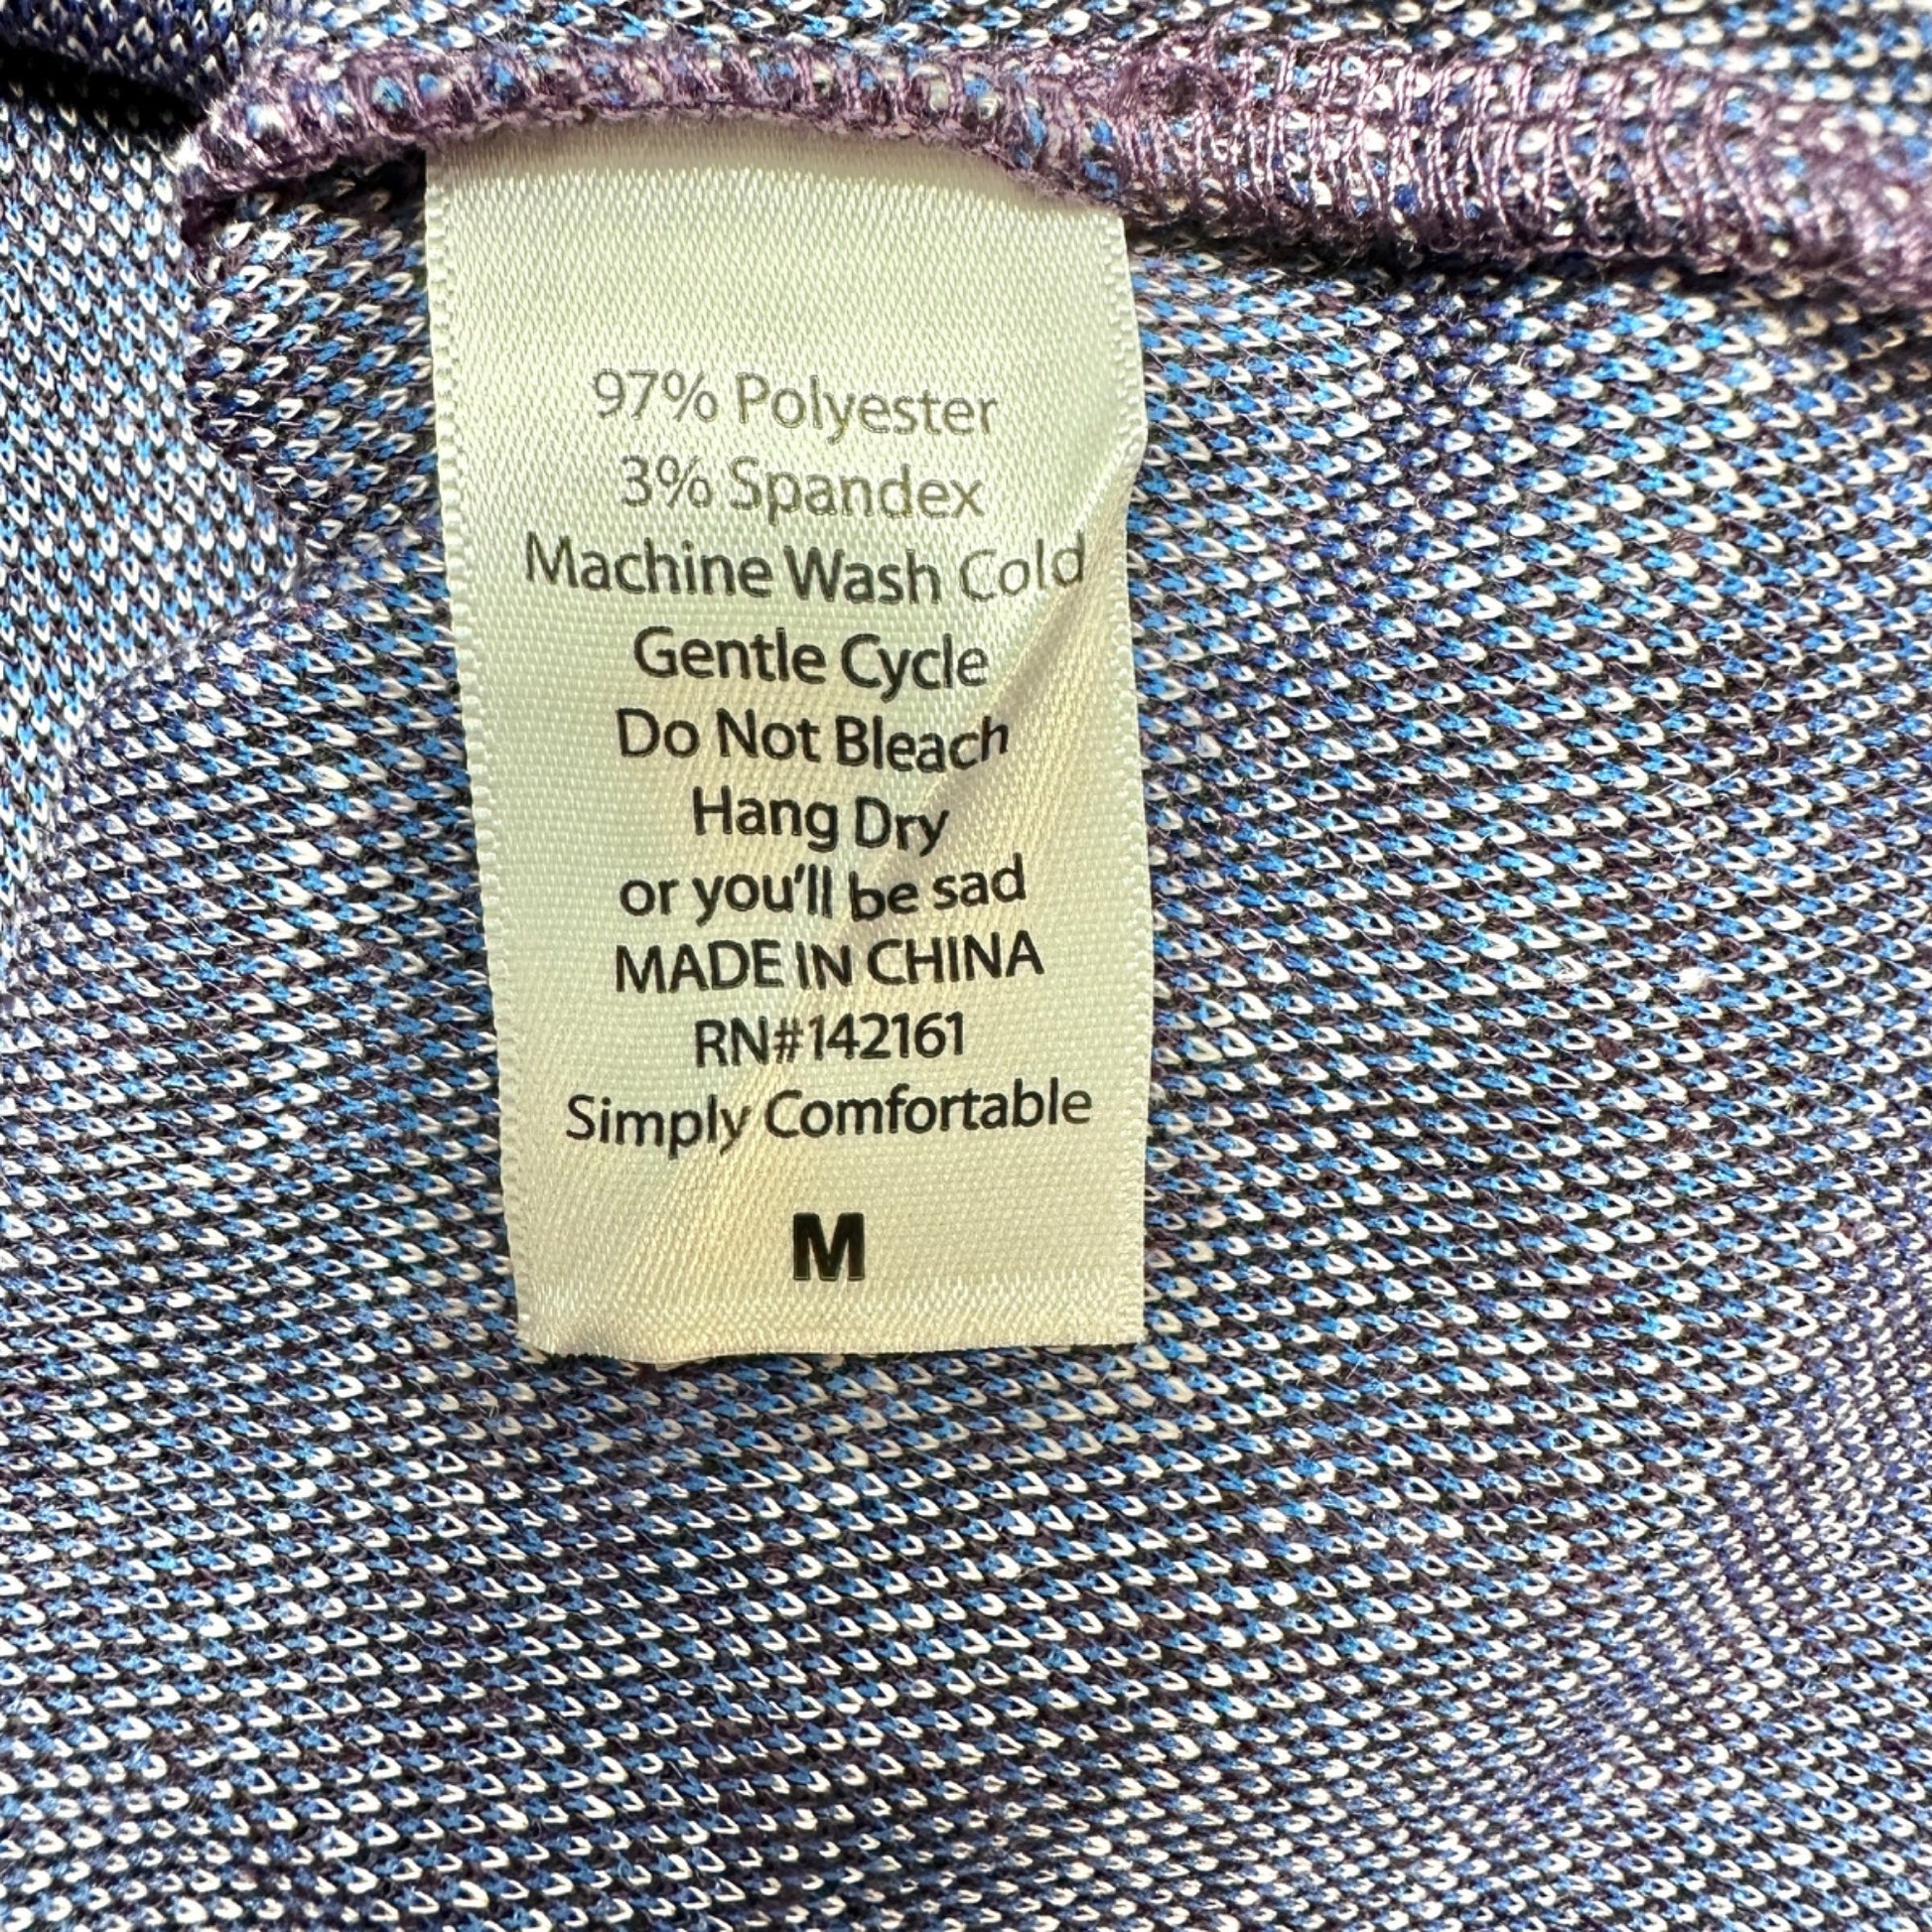 97% Polyester
3% Spandex
Machine Wash Cold
Gentle Cycle
Do Not Bleach
Hang Dry
or you'll be sad
MADE IN CHINA
RN#142161
Simply Comfortable
M